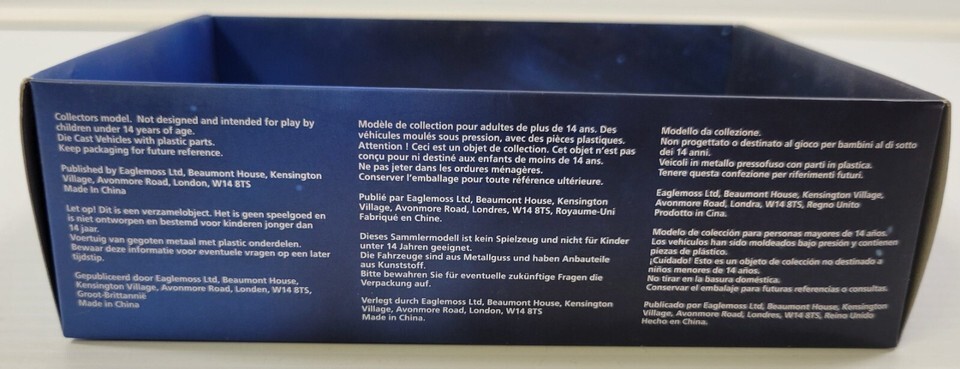 Collectors model. Not designed and intended for play by
children under 14 years of age.
Die Cast Vehicles with plastic parts.
Keep packaging for future reference.
Published by Eaglemoss Ltd, Beaumont House, Kensington
Village, Avonmore Road, London, W14 8TS
Made In China
Let op! Dit is een verzamelobject. Het is geen speelgoed en
is niet ontworpen en bestemd voor kinderen jonger dan
14 jaar.
Voertuig van gegoten metaal met plastic onderdelen.
Bewaar deze informatie voor eventuele vragen op een later
tijdstip.
Gepubliceerd door Eaglemoss Ltd, Beaumont House,
Kensington Village, Avonmore Road, Londen, W14 8TS,
Groot-Brittannië
Made in China
Modèle de collection pour adultes de plus de 14 ans. Des
véhicules moulés sous pression, avec des pièces plastiques.
Attention ! Ceci est un objet de collection. Cet objet n'est pas
conçu pour ni destiné aux enfants de moins de 14 ans.
Ne pas jeter dans les ordures ménagères.
Conserver l'emballage pour toute référence ultérieure.
Publié par Eaglemoss Ltd, Beaumont House, Kensington
Village, Avonmore Road, Londres, W14 8TS, Royaume-Uni
Fabriqué en Chine.
Dieses Sammlermodell ist kein Spielzeug und nicht für Kinder
unter 14 Jahren geeignet.
Die Fahrzeuge sind aus Metallguss und haben Anbauteile
aus Kunststoff.
Bitte bewahren Sie für eventuelle zukünftige Fragen die
Verpackung auf.
Verlegt durch Eaglemoss Ltd, Beaumont House, Kensington
Village, Avonmore Road, London, W14 8TS
Made in China.
Modello da collezione.
Non progettato o destinato al gioco per bambini al di sotto
dei 14 anni.
Veicoli in metallo pressofuso con parti in plastica.
Tenere questa confezione per riferimenti futuri.
Eaglemoss Ltd, Beaumont House, Kensington Village,
Avonmore Road, Londra, W14 8TS, Regno Unito
Prodotto in Cina.
Modelo de colección para personas mayores de 14 años.
Los vehículos han sido moldeados bajo presión y contienen
piezas de plástico.
¡Cuidado! Esto es un objeto de colección no destinado a
niños menores de 14 años.
No tirar en la basura doméstica.
Conservar el embalaje para futuras referencias o consultas.
Publicado por Eaglemoss Ltd, Beaumont House, Kensington
Village, Avonmore Road, Londres, W14 8TS, Reino Unido
Hecho en China.